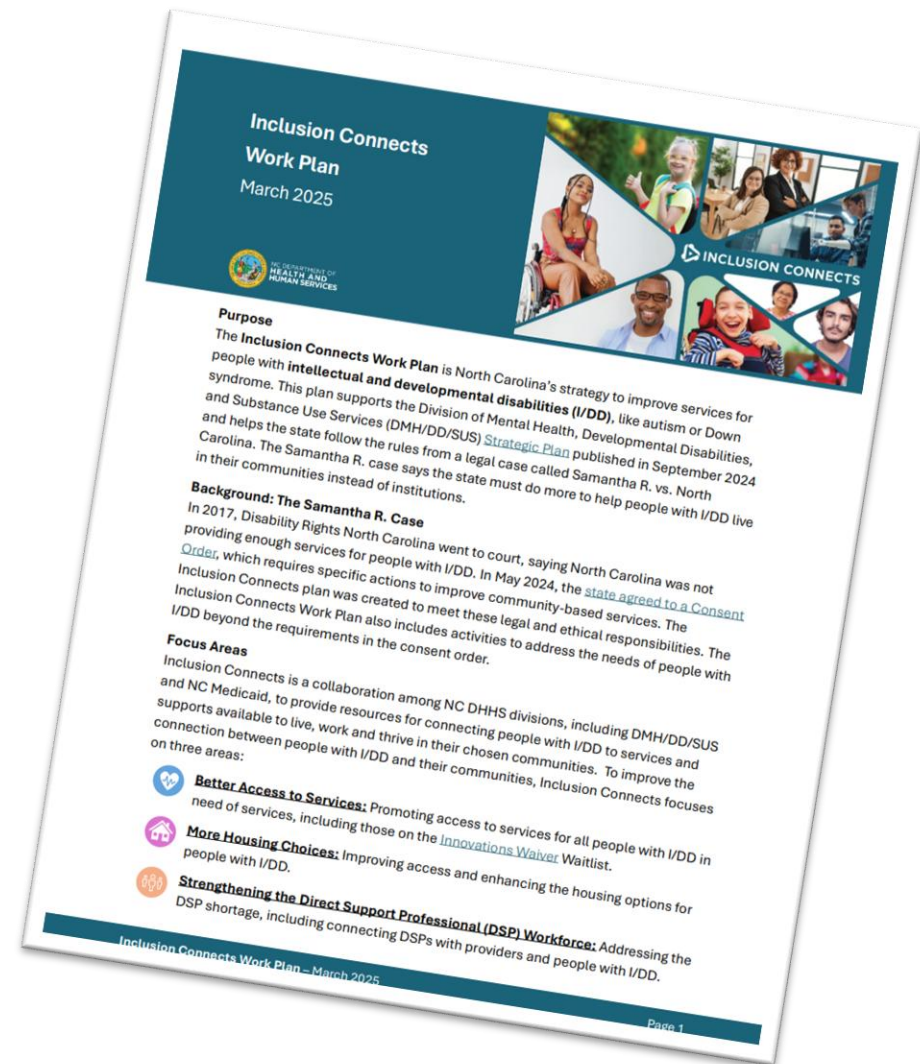 Inclusion Connects
Work Plan
March 2025
NC DEPARTMENT OF
HEALTH AND
HUMAN SERVICES
INCLUSION CONNECTS
Purpose
The Inclusion Connects Work Plan is North Carolina's strategy to improve services for
people with intellectual and developmental disabilities (I/DD), like autism or Down
syndrome. This plan supports the Division of Mental Health, Developmental Disabilities,
and Substance Use Services (DMH/DD/SUS) Strategic Plan published in September 2024
and helps the state follow the rules from a legal case called Samantha R. vs. North
Carolina. The Samantha R. case says the state must do more to help people with I/DD live
in their communities instead of institutions.
Background: The Samantha R. Case
In 2017, Disability Rights North Carolina went to court, saying North Carolina was not
providing enough services for people with I/DD. In May 2024, the state agreed to a Consent
Order, which requires specific actions to improve community-based services. The
Inclusion Connects plan was created to meet these legal and ethical responsibilities. The
Inclusion Connects Work Plan also includes activities to address the needs of people with
I/DD beyond the requirements in the consent order.
Focus Areas
Inclusion Connects is a collaboration among NC DHHS divisions, including DMH/DD/SUS
and NC Medicaid, to provide resources for connecting people with I/DD to services and
supports available to live, work and thrive in their chosen communities. To improve the
connection between people with I/DD and their communities, Inclusion Connects focuses
on three areas:
Better Access to Services: Promoting access to services for all people with I/DD in
need of services, including those on the Innovations Waiver Waitlist.
More Housing Choices: Improving access and enhancing the housing options for
people with I/DD.
Strengthening the Direct Support Professional (DSP) Workforce: Addressing the
DSP shortage, including connecting DSPs with providers and people with I/DD.
Inclusion Connects Work Plan – March 2025
Page 1